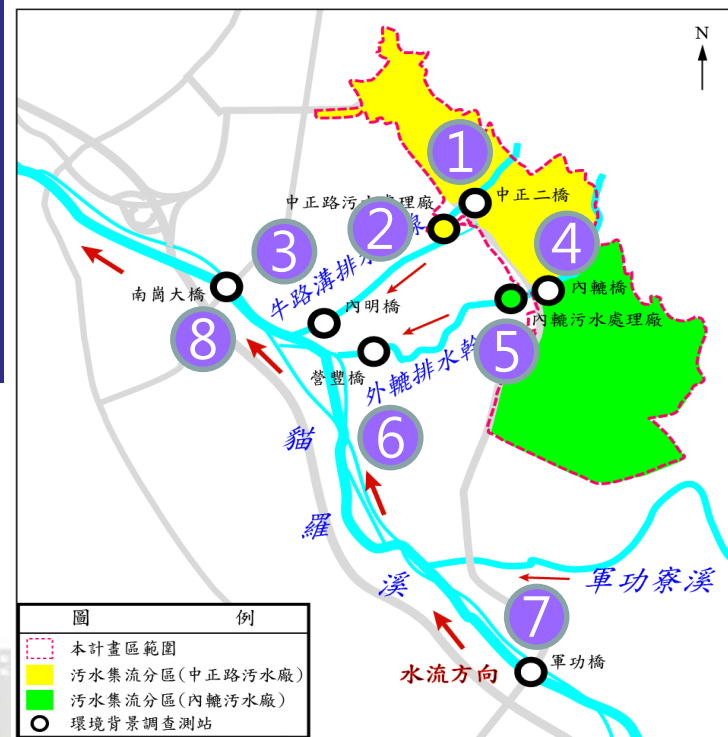 N
1
中正二橋
中正路污水處理廠
2
3
4
牛路溝排水幹線
內轆橋
南崗大橋
內明橋
內轆污水處理廠
8
5
營豐橋
外轆排水幹
6
貓
羅
溪
軍功寮溪
7
水流方向
軍功橋
圖 例
本計畫區範圍
污水集流分區(中正路污水廠)
污水集流分區(內轆污水廠)
環境背景調查測站